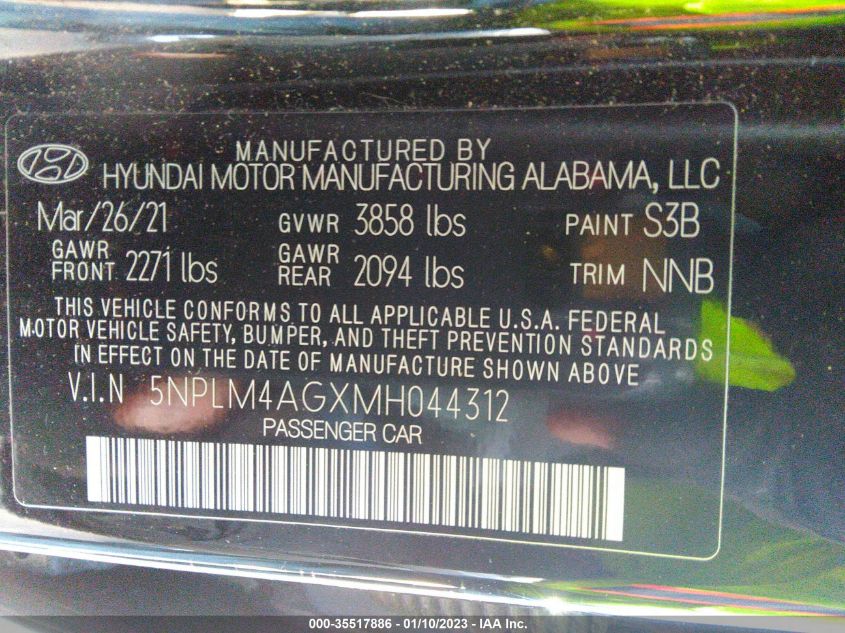 MANUFACTURED BY
HYUNDAI MOTOR MANUFACTURING ALABAMA, LLC
Mar/26/21 GVWR 3858 lbs PAINT S3B
GAWR FRONT 2271 lbs GAWR REAR 2094 lbs TRIM NNB
THIS VEHICLE CONFORMS TO ALL APPLICABLE U.S.A. FEDERAL
MOTOR VEHICLE SAFETY, BUMPER, AND THEFT PREVENTION STANDARDS
IN EFFECT ON THE DATE OF MANUFACTURE SHOWN ABOVE
V.I.N 5NPLM4AGXMH044312
PASSENGER CAR
000-35517886 - 01/10/2023 - IAA Inc.